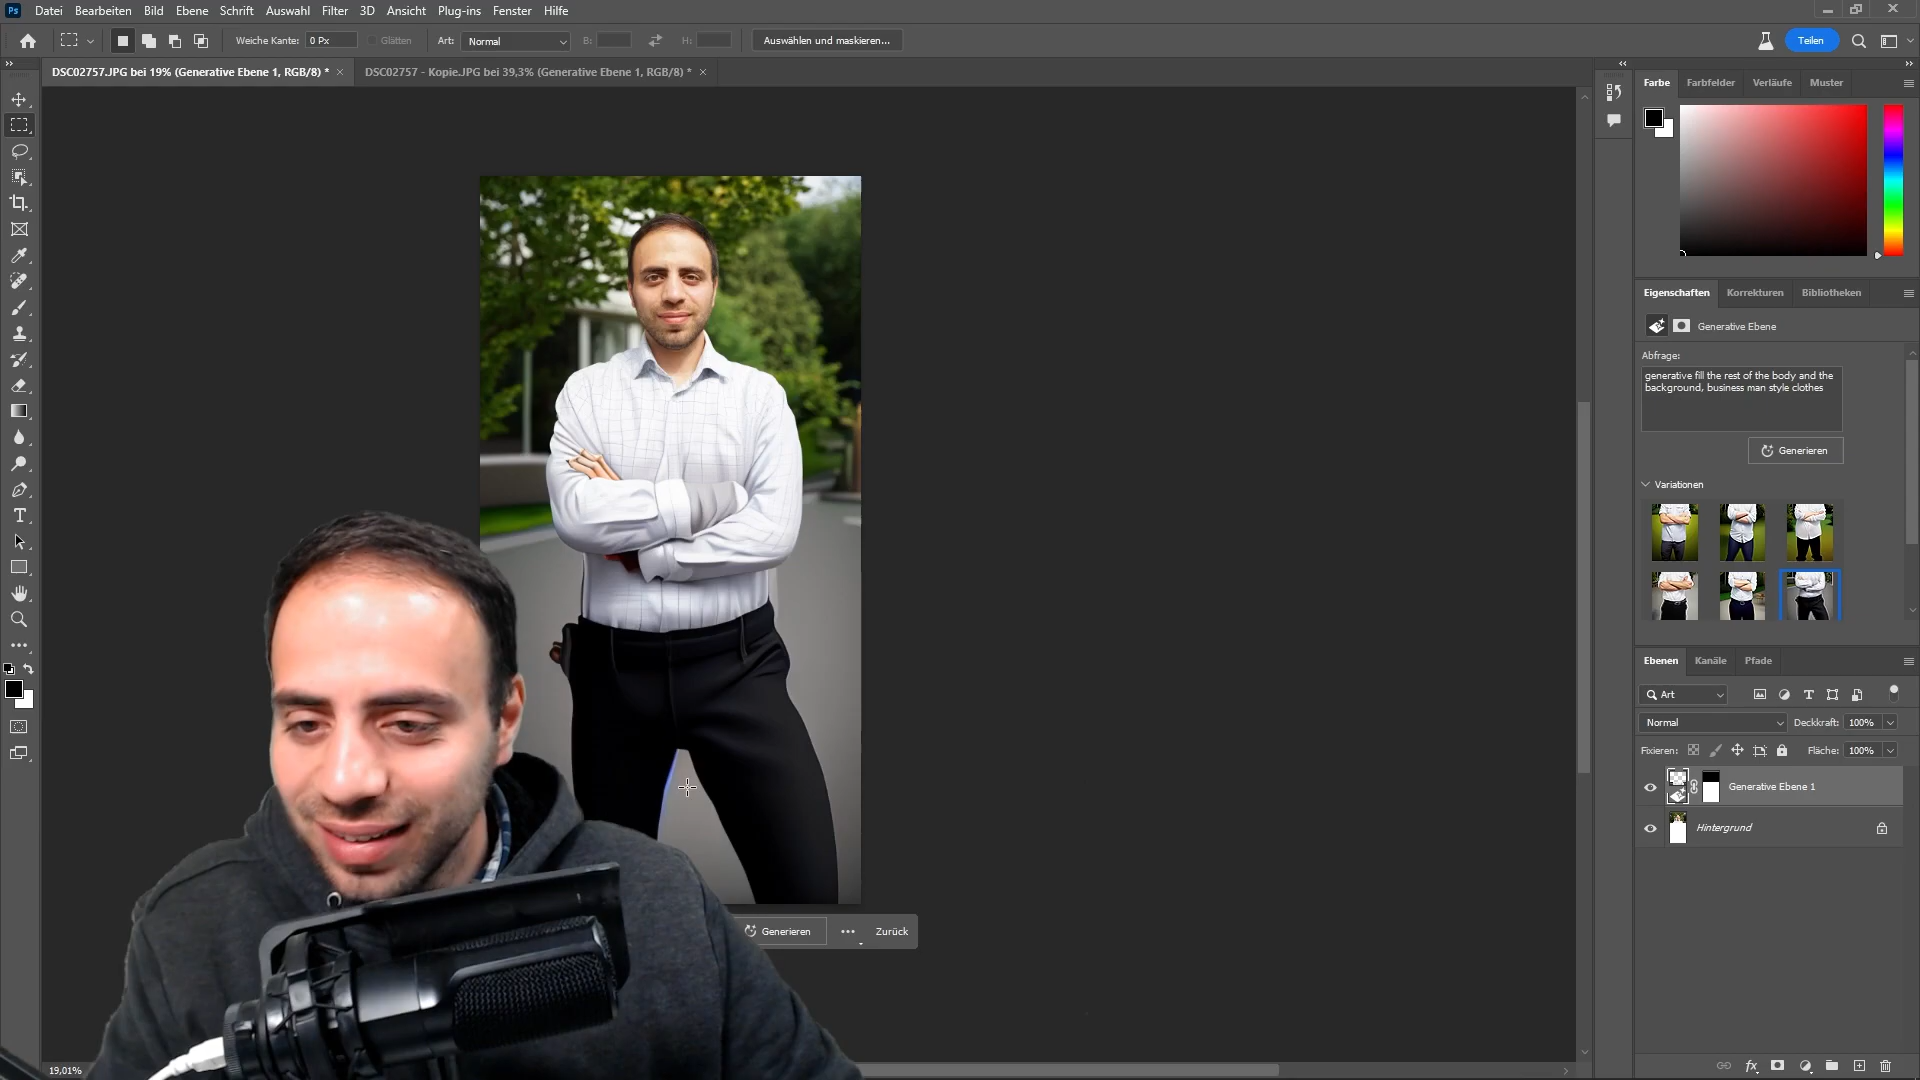 Ps Datei Bearbeiten Bild Ebene Schrift Auswahl Filter 3D Ansicht Plug-ins Fenster Hilfe
Weiche Kante: 0 Px Glätten Art: Normal B: H: Auswählen und maskieren... Teilen
DSC02757.JPG bei 19% (Generative Ebene 1, RGB/8) * DSC02757 - Kopie.JPG bei 39,3% (Generative Ebene 1, RGB/8) *
Farbe Farbfelder Verläufe Muster
Eigenschaften Korrekturen Bibliotheken
Generative Ebene
Abfrage:
generative fill the rest of the body and the
background, business man style clothes
Generieren
Variationen
Ebenen Kanäle Pfade
Art
Normal Deckkraft: 100%
Fixieren: Fläche: 100%
Generative Ebene 1
Hintergrund
Generieren ... Zurück
19,01%